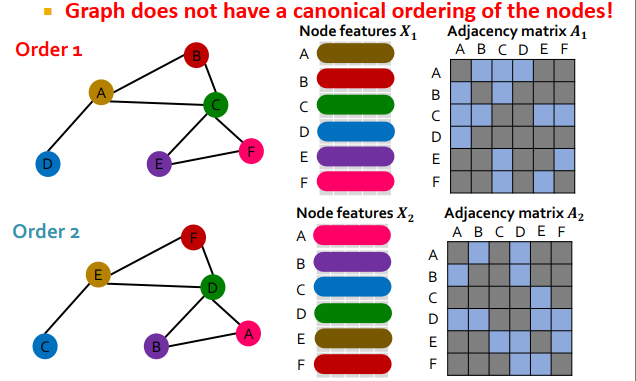 Graph does not have a canonical ordering of the nodes!
Order 1
Node features X₁
Adjacency matrix A₁
A B C D E F
A
B
C
D
E
F
A
B
C
D
E
F
B
A
C
F
D
E
Order 2
Node features X₂
Adjacency matrix A₂
A B C D E F
A
B
C
D
E
F
A
B
C
D
E
F
F
E
D
A
C
B